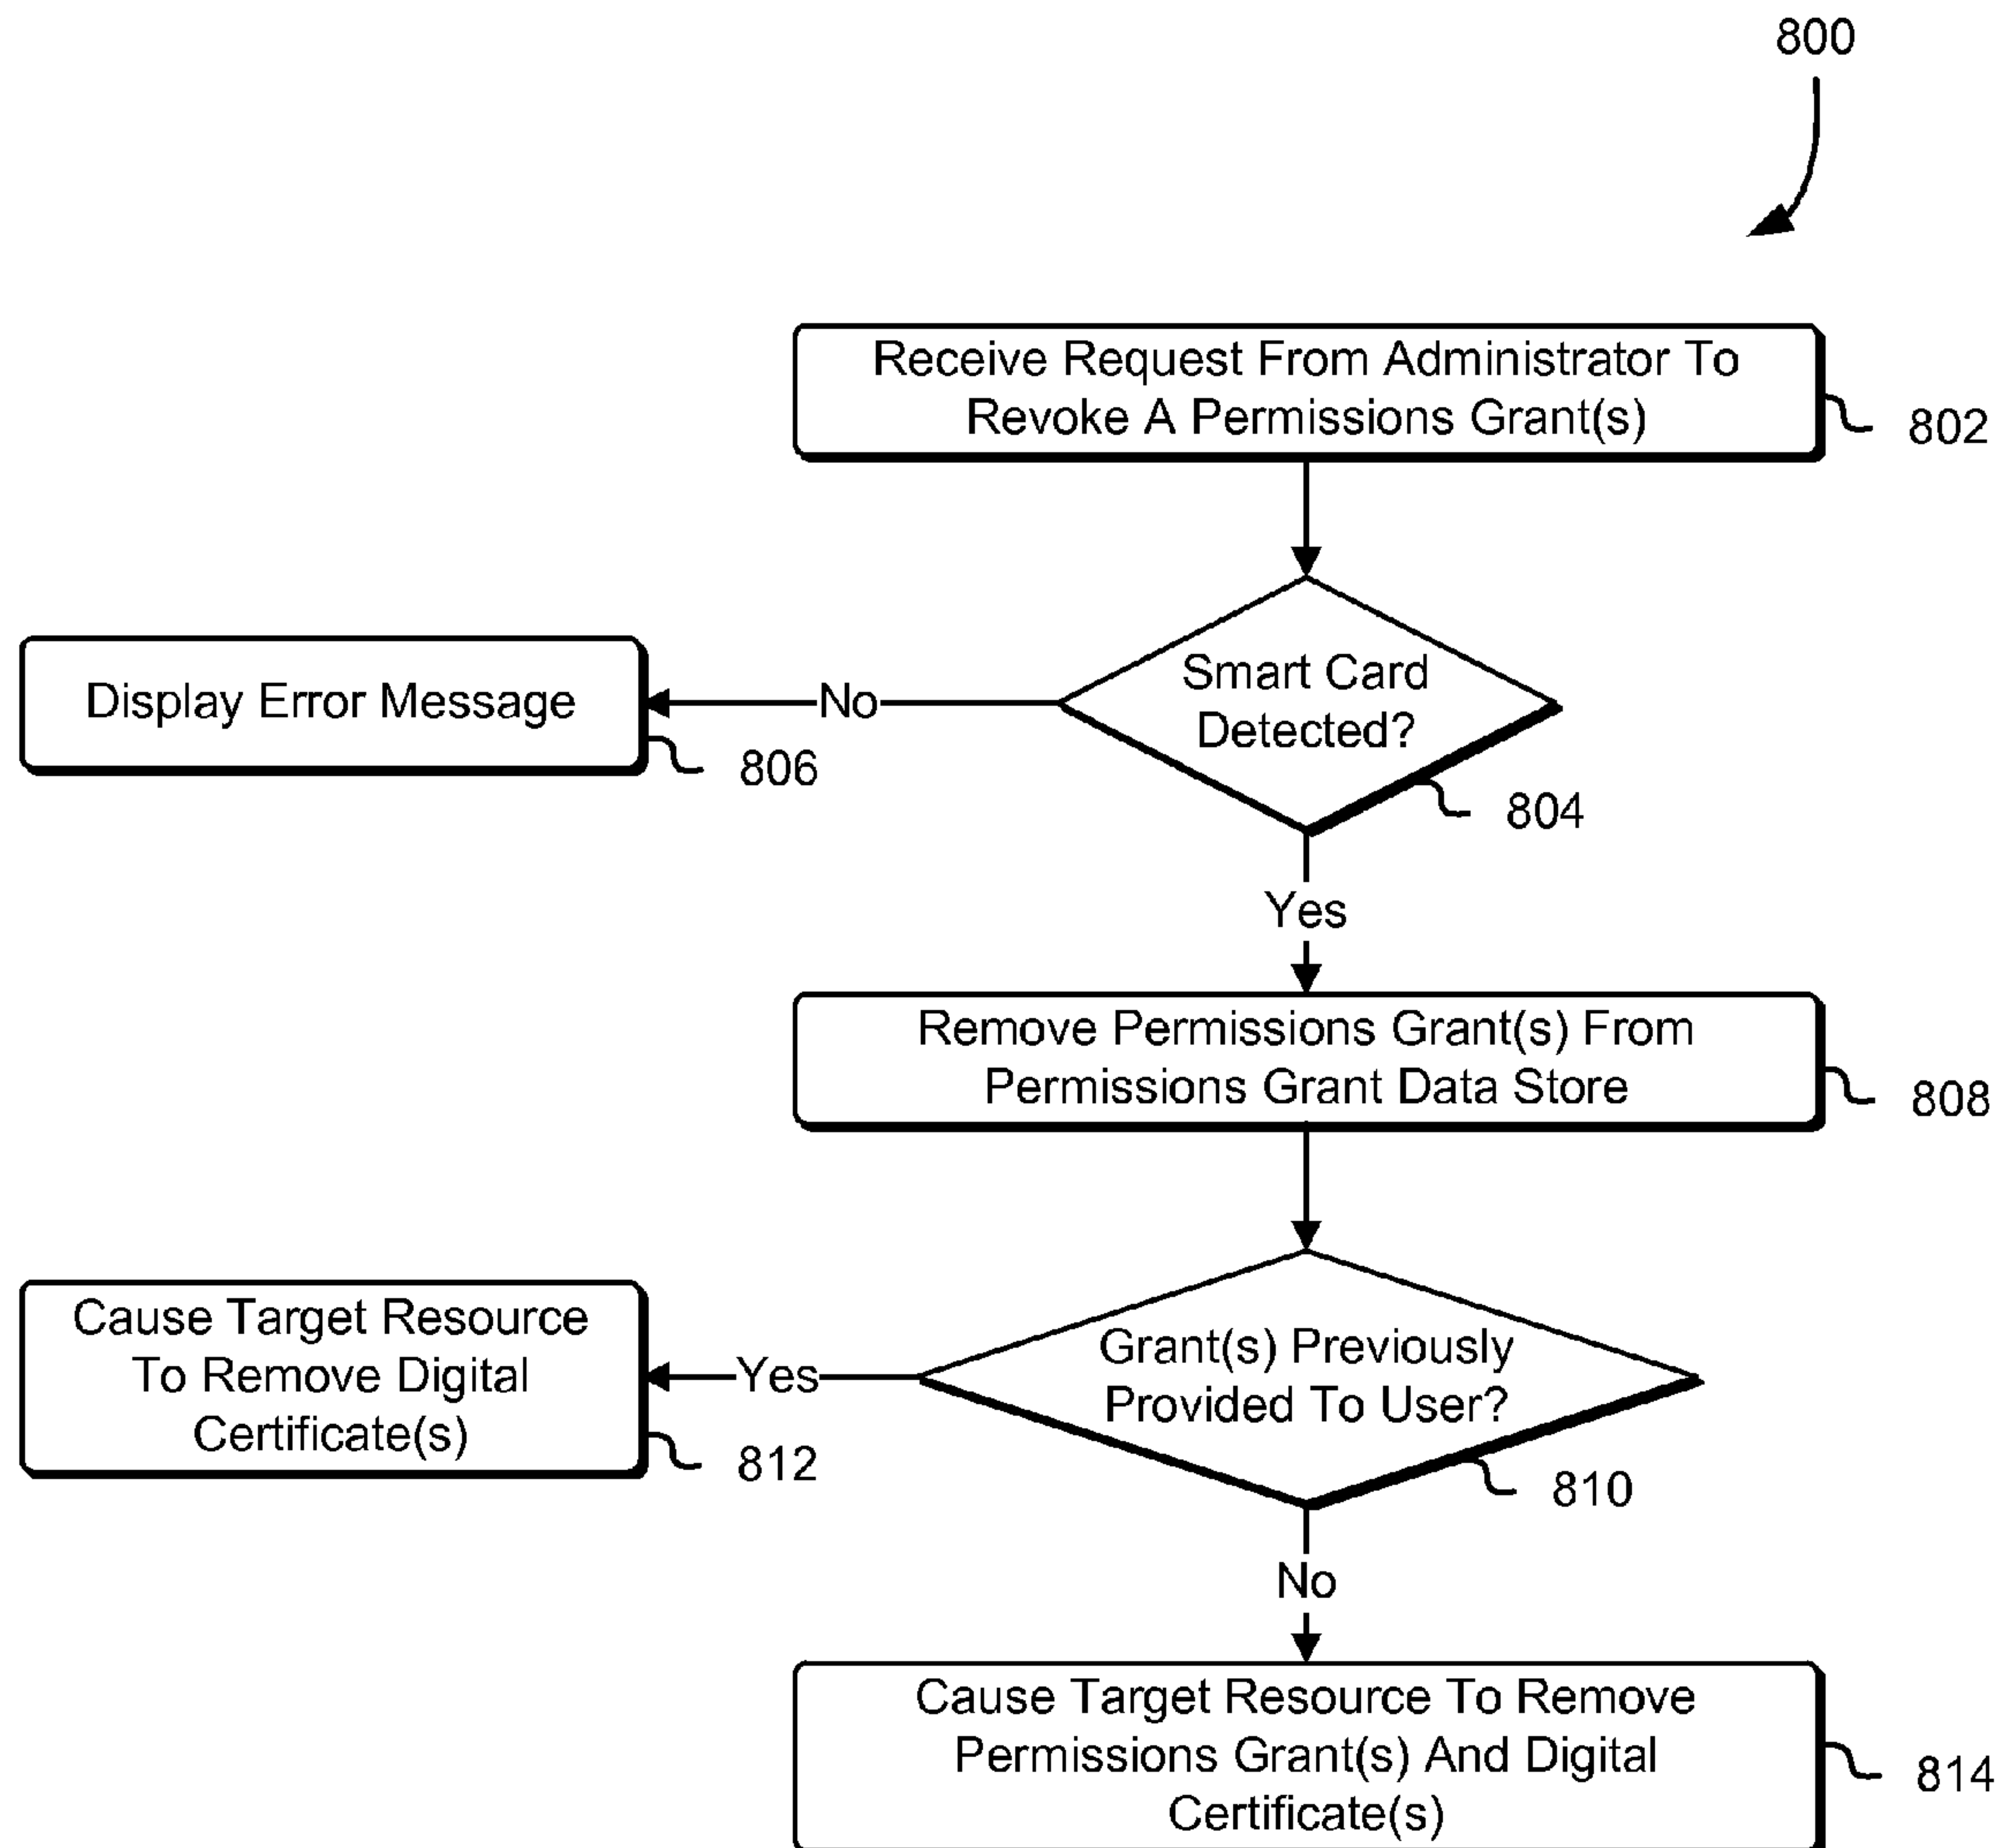 800
Receive Request From Administrator To
Revoke A Permissions Grant(s)
802
Smart Card
Detected?
804
No
Display Error Message
806
Yes
Remove Permissions Grant(s) From
Permissions Grant Data Store
808
Grant(s) Previously
Provided To User?
810
Yes
Cause Target Resource
To Remove Digital
Certificate(s)
812
No
Cause Target Resource To Remove
Permissions Grant(s) And Digital
Certificate(s)
814